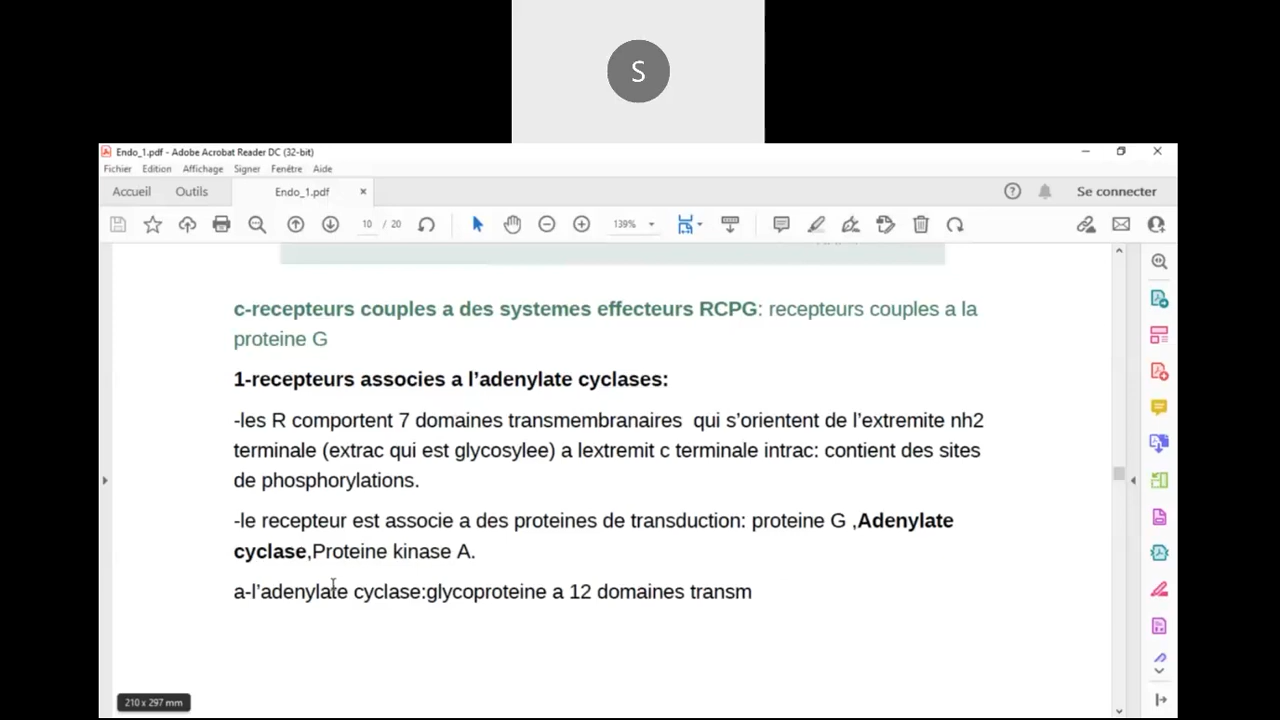 S
Endo_1.pdf - Adobe Acrobat Reader DC (32-bit)
Fichier Edition Affichage Signer Fenêtre Aide
Accueil Outils Endo_1.pdf × Se connecter
10 / 20 139%
c-recepteurs couples a des systemes effecteurs RCPG: recepteurs couples a la
proteine G
1-recepteurs associes a l’adenylate cyclases:
-les R comportent 7 domaines transmembranaires qui s’orientent de l’extremite nh2
terminale (extrac qui est glycosylee) a lextremit c terminale intrac: contient des sites
de phosphorylations.
-le recepteur est associe a des proteines de transduction: proteine G ,Adenylate
cyclase,Proteine kinase A.
a-l’adenylate cyclase:glycoproteine a 12 domaines transm
210 x 297 mm